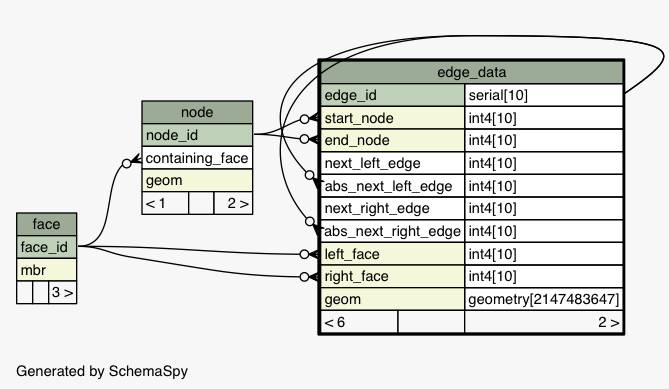 edge_data
edge_id serial[10]
start_node int4[10]
end_node int4[10]
next_left_edge int4[10]
abs_next_left_edge int4[10]
next_right_edge int4[10]
abs_next_right_edge int4[10]
left_face int4[10]
right_face int4[10]
geom geometry[2147483647]
< 6 2 >
node
node_id
containing_face
geom
< 1 2 >
face
face_id
mbr
3 >
Generated by SchemaSpy